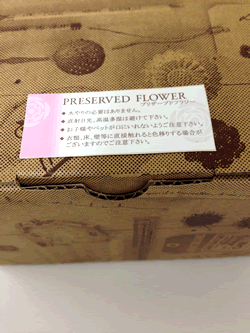 PRESERVED FLOWER
プリザーブドフラワー
◆ 水やりの必要はありません。
◆ 直射日光、高温多湿は避けて下さい。
◆ お子様やペットが口にいれないようご注意下さい。
◆ 衣類、床、壁等に直接触れると色移りする場合が
ございますのでご注意下さい。